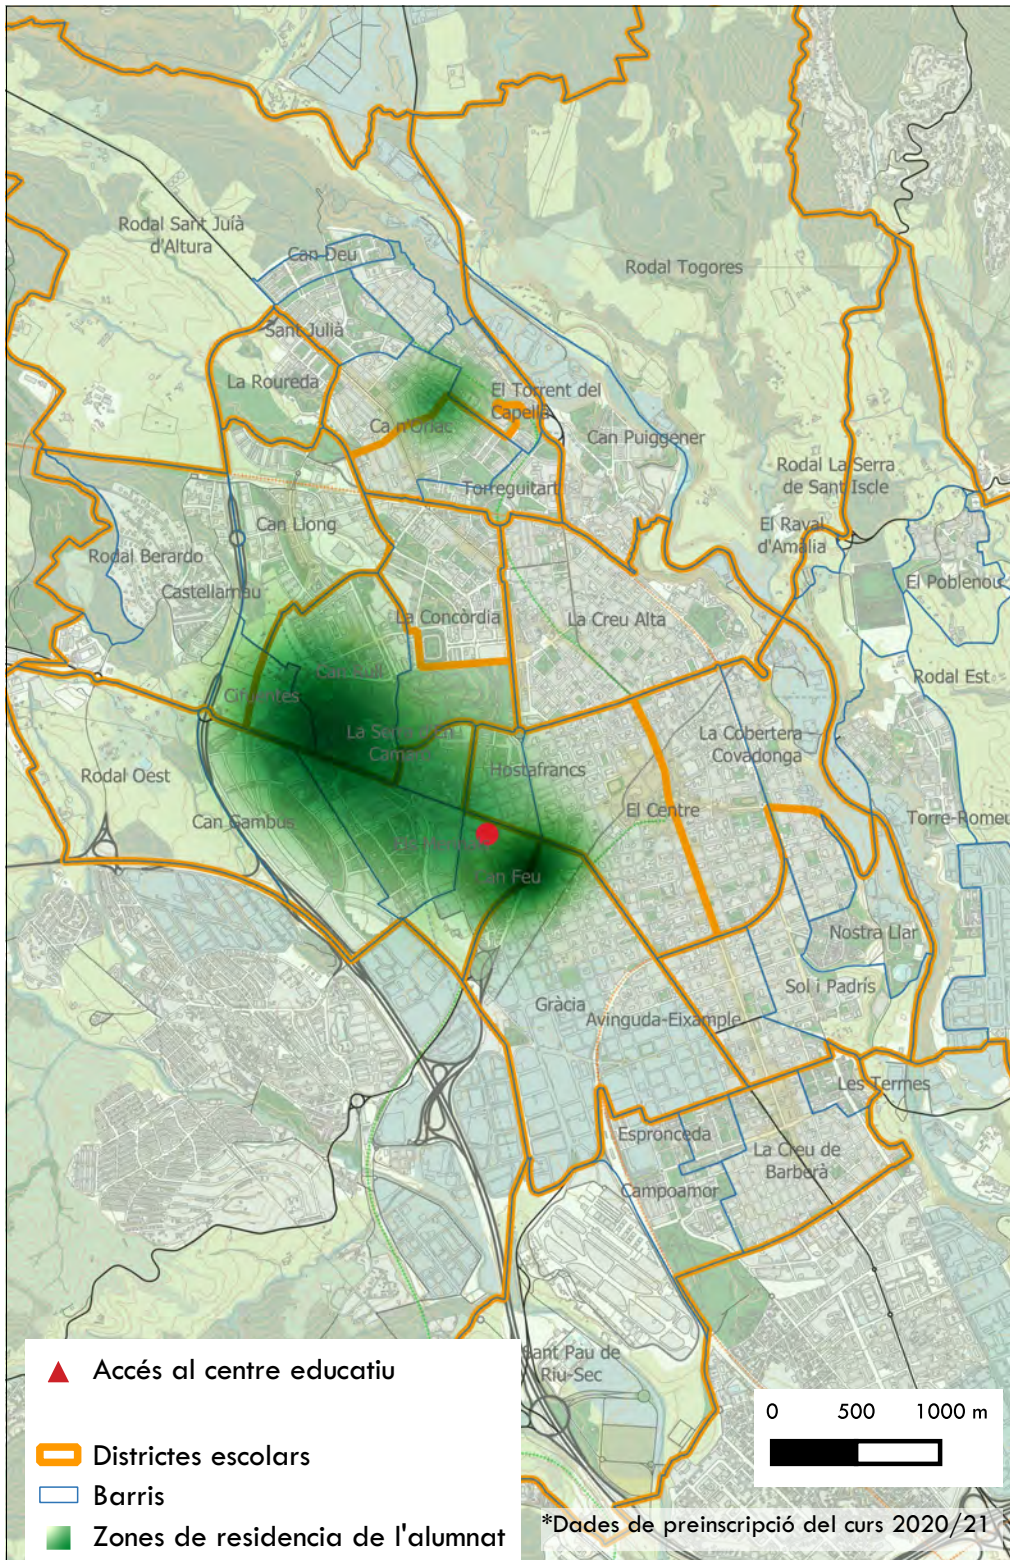 Rodal Sant Juíà
d'Altura
Can Deu
Rodal Togores
Sant Julià
La Roureda
El Torrent del
Capellà
Ca n'Oriac
Can Puiggener
Rodal La Serra
de Sant Iscle
Torreguitart
Can Llong
El Raval
d'Amàlia
Rodal Berardo
El Poblenou
Castellarnau
La Concòrdia
La Creu Alta
Rodal Est
Can Rull
Cifuentes
La Serra d'en
Camaró
La Cobertera
Covadonga
Rodal Oest
Hostafrancs
El Centre
Can Gambús
Torre-Romeu
Can Feu
Nostra Llar
Sol i Padrís
Gràcia
Avinguda-Eixample
Les Termes
Espronceda
La Creu de
Barberà
Campoamor
Sant Pau de
Riu-Sec
Accés al centre educatiu
Districtes escolars
Barris
Zones de residencia de l'alumnat
0 500 1000 m
*Dades de preinscripció del curs 2020/21